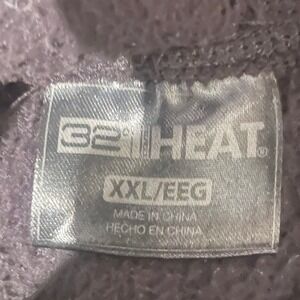 32° HEAT®
XXL/EEG
MADE IN CHINA
HECHO EN CHINA